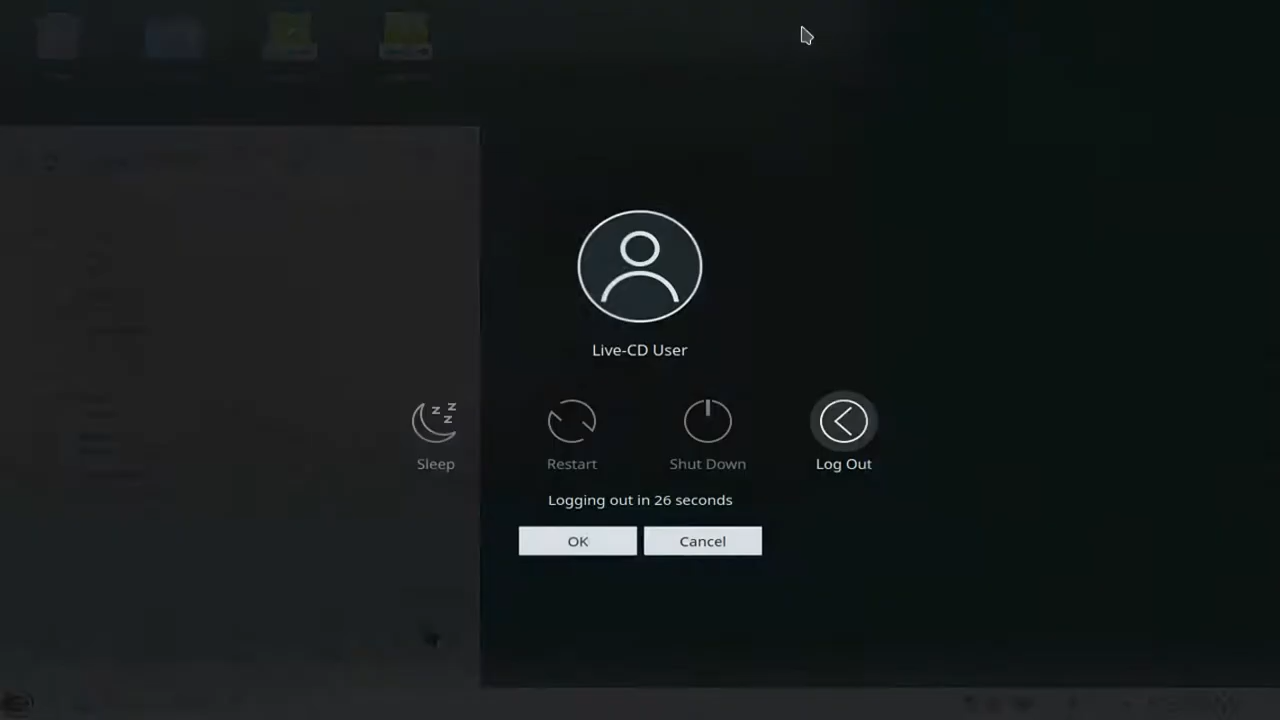 Live-CD User
Sleep
Restart
Shut Down
Log Out
Logging out in 26 seconds
OK
Cancel